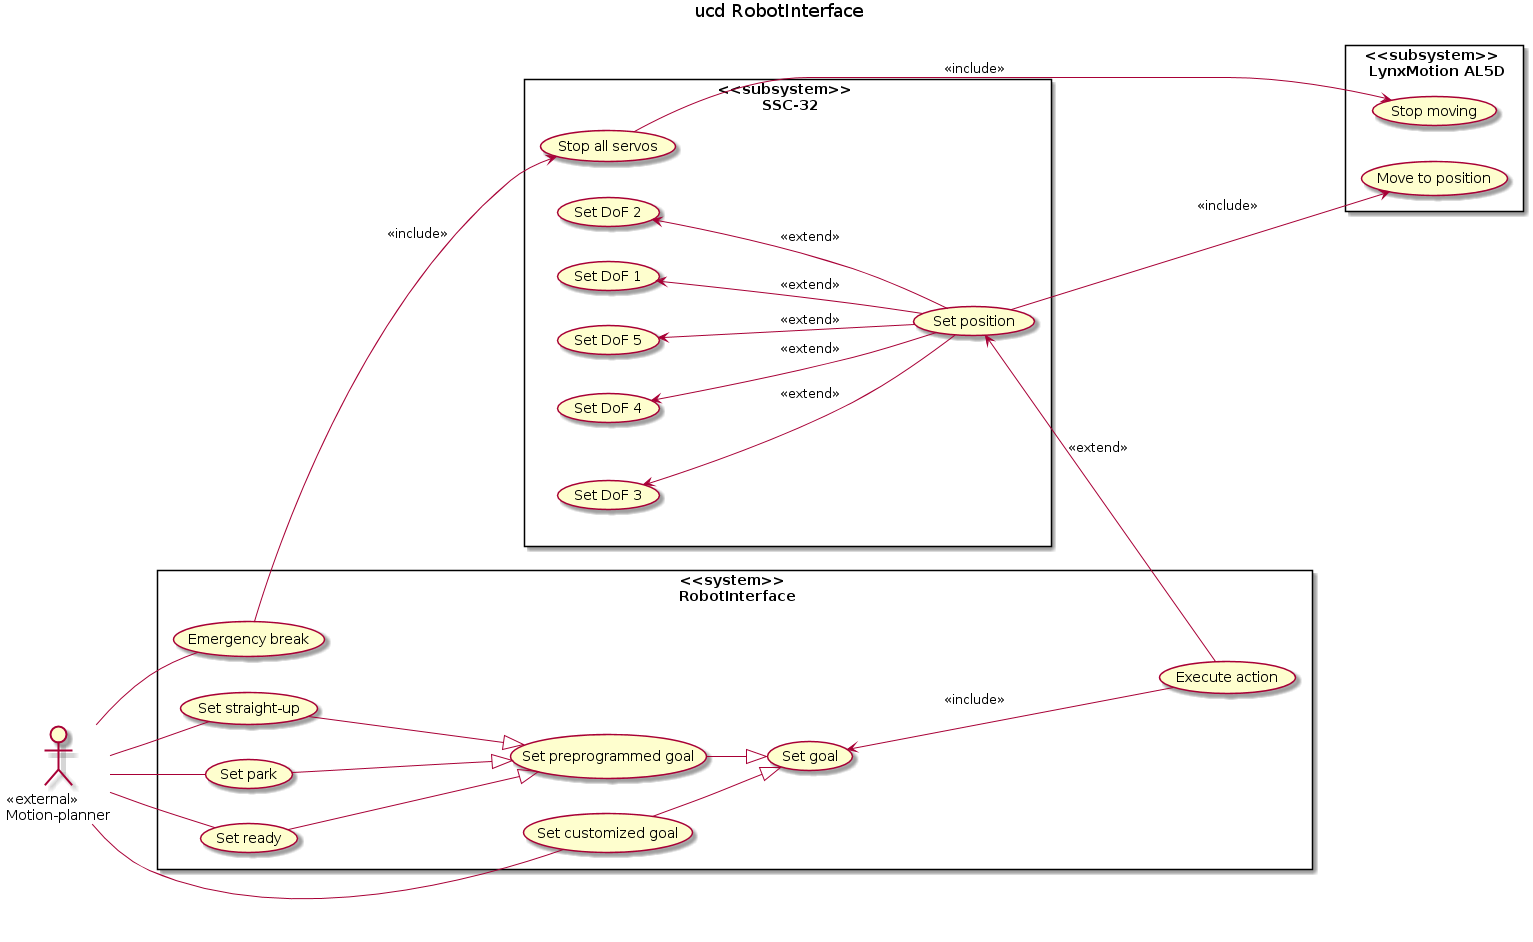 ucd RobotInterface
<<subsystem>>
LynxMotion AL5D
«include»
Stop moving
<<subsystem>>
SSC-32
Stop all servos
Move to position
«include»
Set DoF 2
«include»
«extend»
Set DoF 1
«extend»
«extend»
Set position
Set DoF 5
«extend»
Set DoF 4
«extend»
«extend»
Set DoF 3
<<system>>
RobotInterface
Emergency break
Execute action
«include»
Set straight-up
Set preprogrammed goal
Set goal
Set park
«external»
Motion-planner
Set customized goal
Set ready